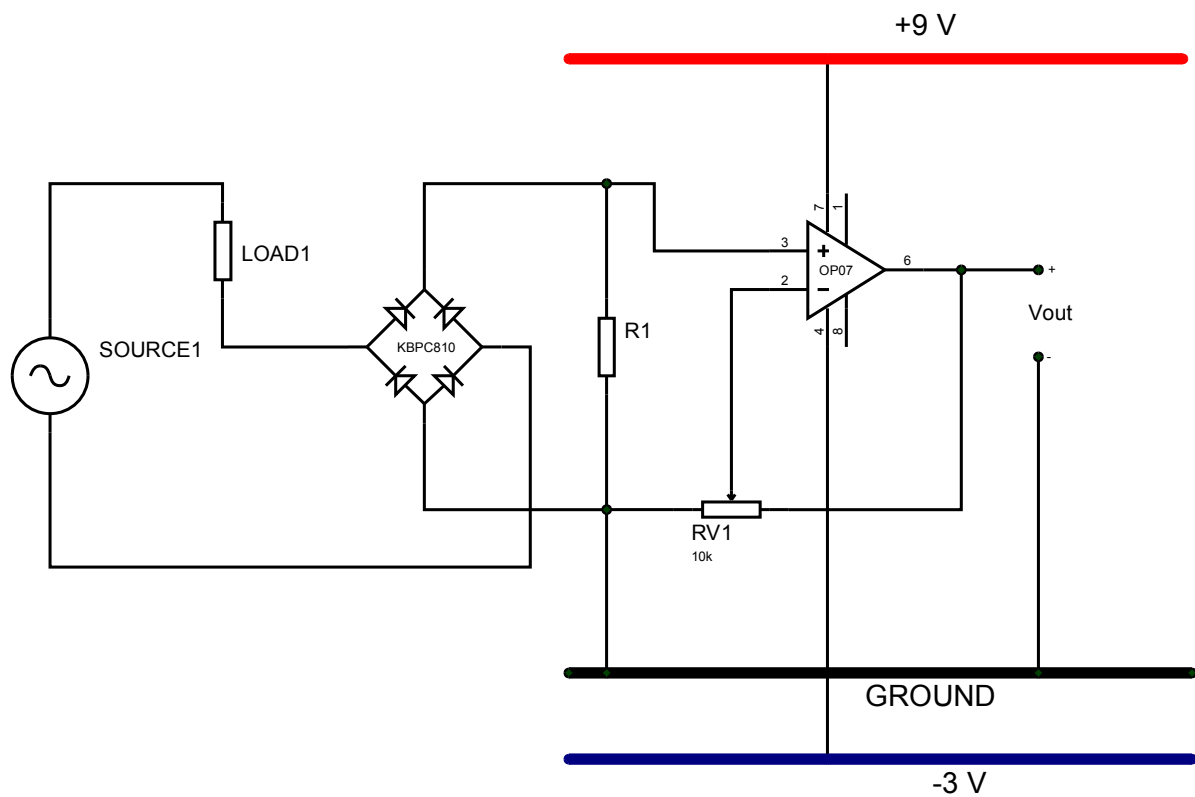 +9 V
7
1
LOAD1
3
+
OP07
6
+
2
−
Vout
SOURCE1
KBPC810
R1
4
8
-
RV1
10k
GROUND
-3 V